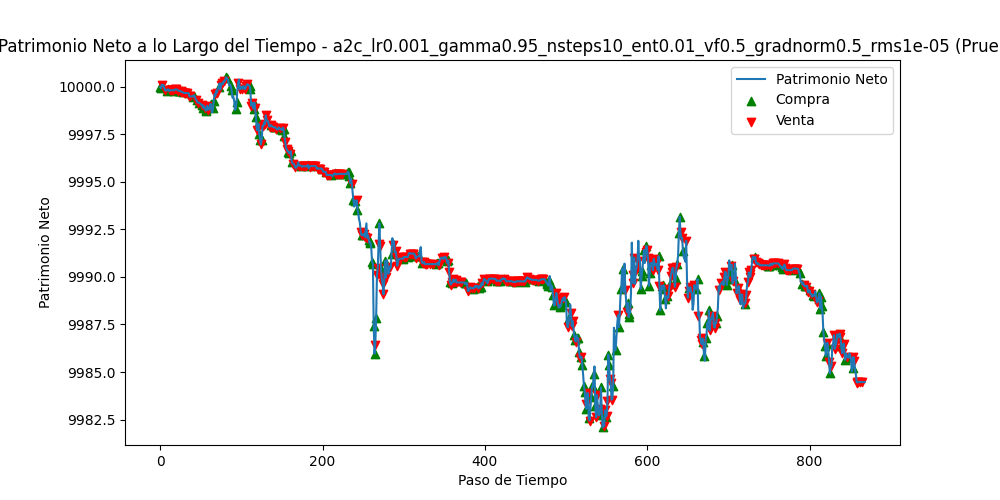 Patrimonio Neto a lo Largo del Tiempo - a2c_lr0.001_gamma0.95_nsteps10_ent0.01_vf0.5_gradnorm0.5_rms1e-05 (Prue
Patrimonio Neto
Compra
Venta
10000.0
9997.5
9995.0
9992.5
9990.0
9987.5
9985.0
9982.5
Patrimonio Neto
0 200 400 600 800
Paso de Tiempo